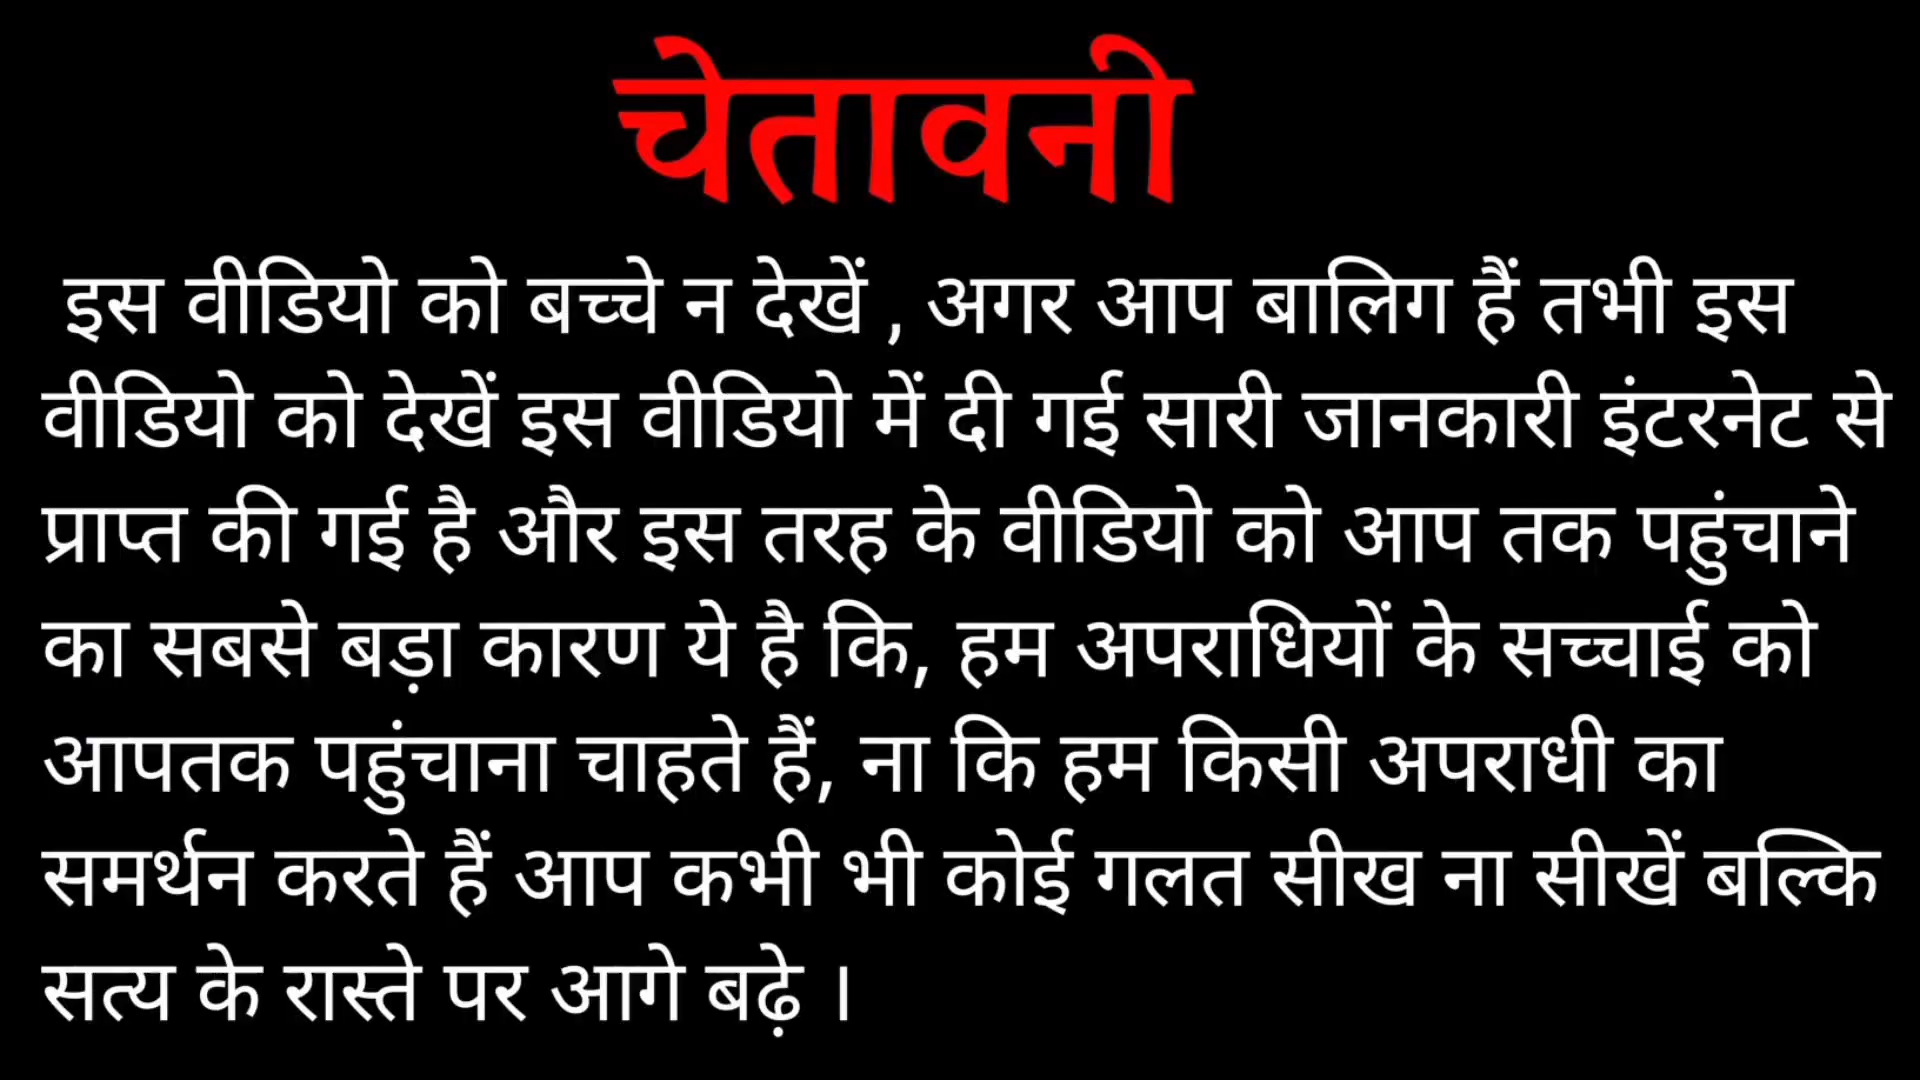 चेतावनी
इस वीडियो को बच्चे न देखें , अगर आप बालिग हैं तभी इस
वीडियो को देखें इस वीडियो में दी गई सारी जानकारी इंटरनेट से
प्राप्त की गई है और इस तरह के वीडियो को आप तक पहुंचाने
का सबसे बड़ा कारण ये है कि, हम अपराधियों के सच्चाई को
आपतक पहुंचाना चाहते हैं, ना कि हम किसी अपराधी का
समर्थन करते हैं आप कभी भी कोई गलत सीख ना सीखें बल्कि
सत्य के रास्ते पर आगे बढ़े ।